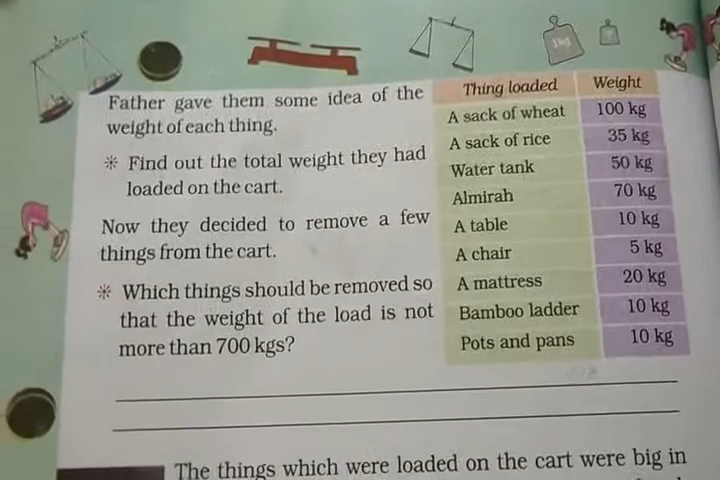 Father gave them some idea of the
weight of each thing.
Find out the total weight they had
loaded on the cart.
Now they decided to remove a few
things from the cart.
Which things should be removed so
that the weight of the load is not
more than 700 kgs?
Thing loaded Weight
A sack of wheat 100 kg
A sack of rice 35 kg
Water tank 50 kg
Almirah 70 kg
A table 10 kg
A chair 5 kg
A mattress 20 kg
Bamboo ladder 10 kg
Pots and pans 10 kg
The things which were loaded on the cart were big in